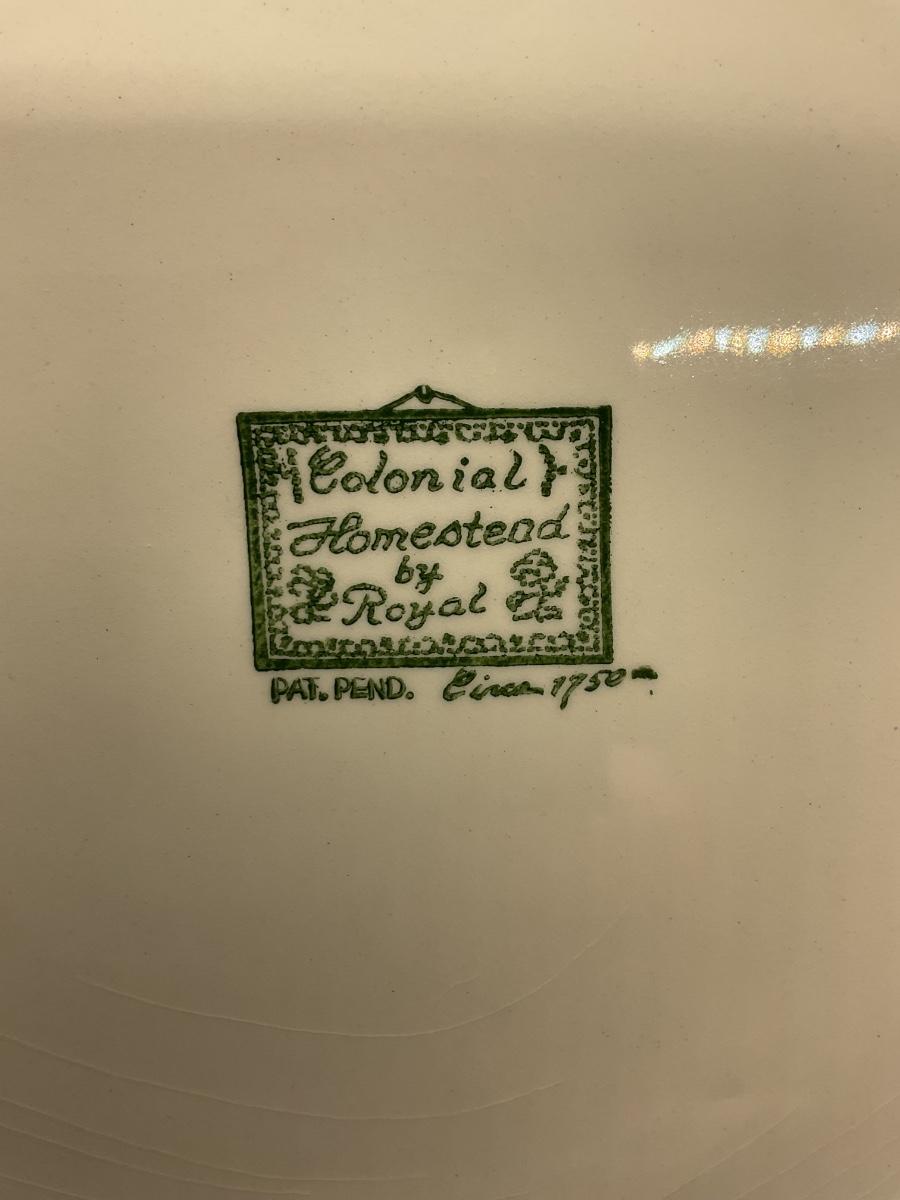 Colonial
Homestead
by
Royal
PAT. PEND. Circa 1750